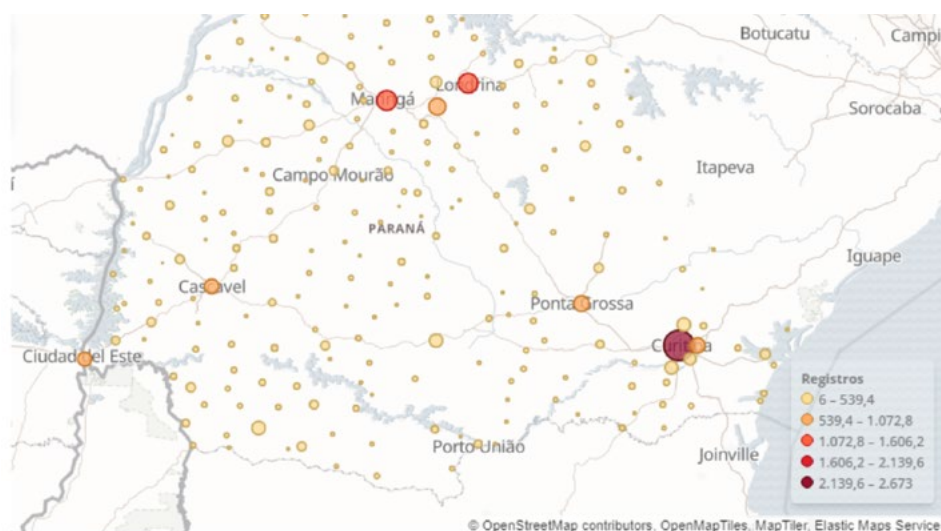 Botucatu
Campi
Londrina
Maringá
Sorocaba
Campo Mourão
Itapeva
í
PARANÁ
Iguape
Cascavel
Ponta Grossa
Curitiba
Ciudad del Este
Registros
6 – 539,4
539,4 – 1.072,8
1.072,8 – 1.606,2
1.606,2 – 2.139,6
2.139,6 – 2.673
Porto União
Joinville
© OpenStreetMap contributors, OpenMapTiles, MapTiler, Elastic Maps Service